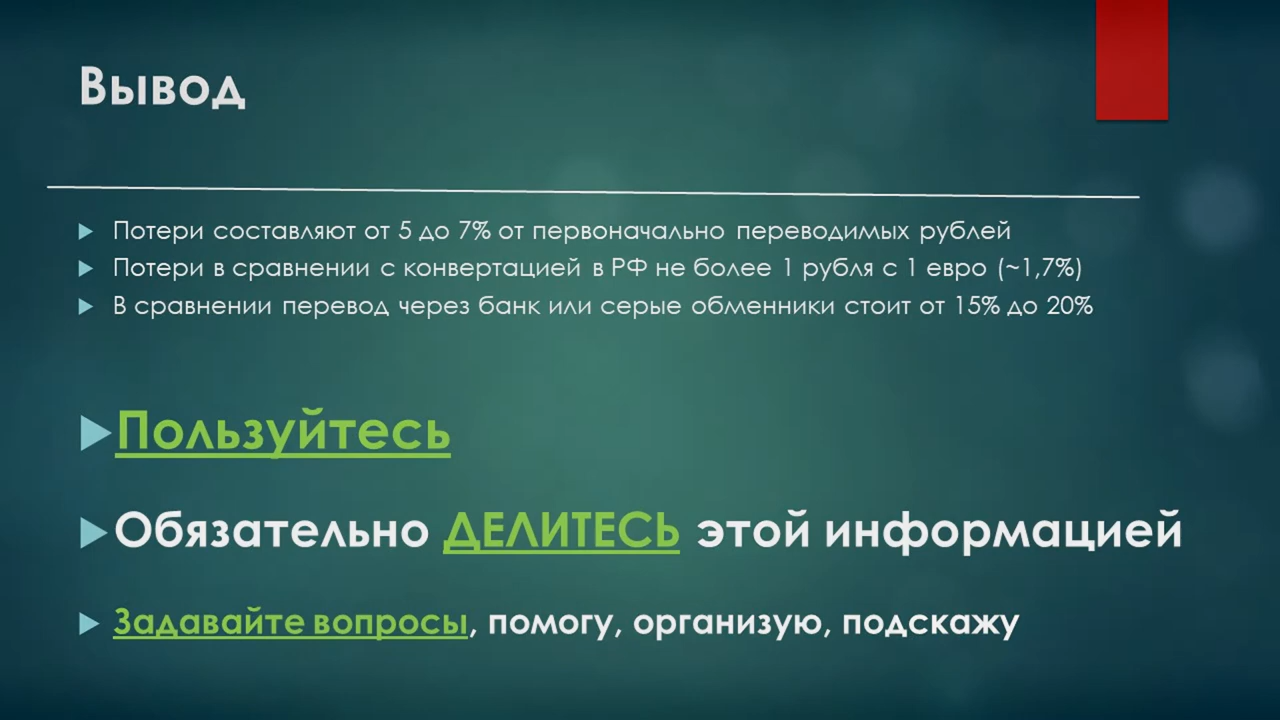 Вывод
Потери составляют от 5 до 7% от первоначально переводимых рублей
Потери в сравнении с конвертацией в РФ не более 1 рубля с 1 евро (~1,7%)
В сравнении перевод через банк или серые обменники стоит от 15% до 20%
Пользуйтесь
Обязательно ДЕЛИТЕСЬ этой информацией
Задавайте вопросы, помогу, организую, подскажу